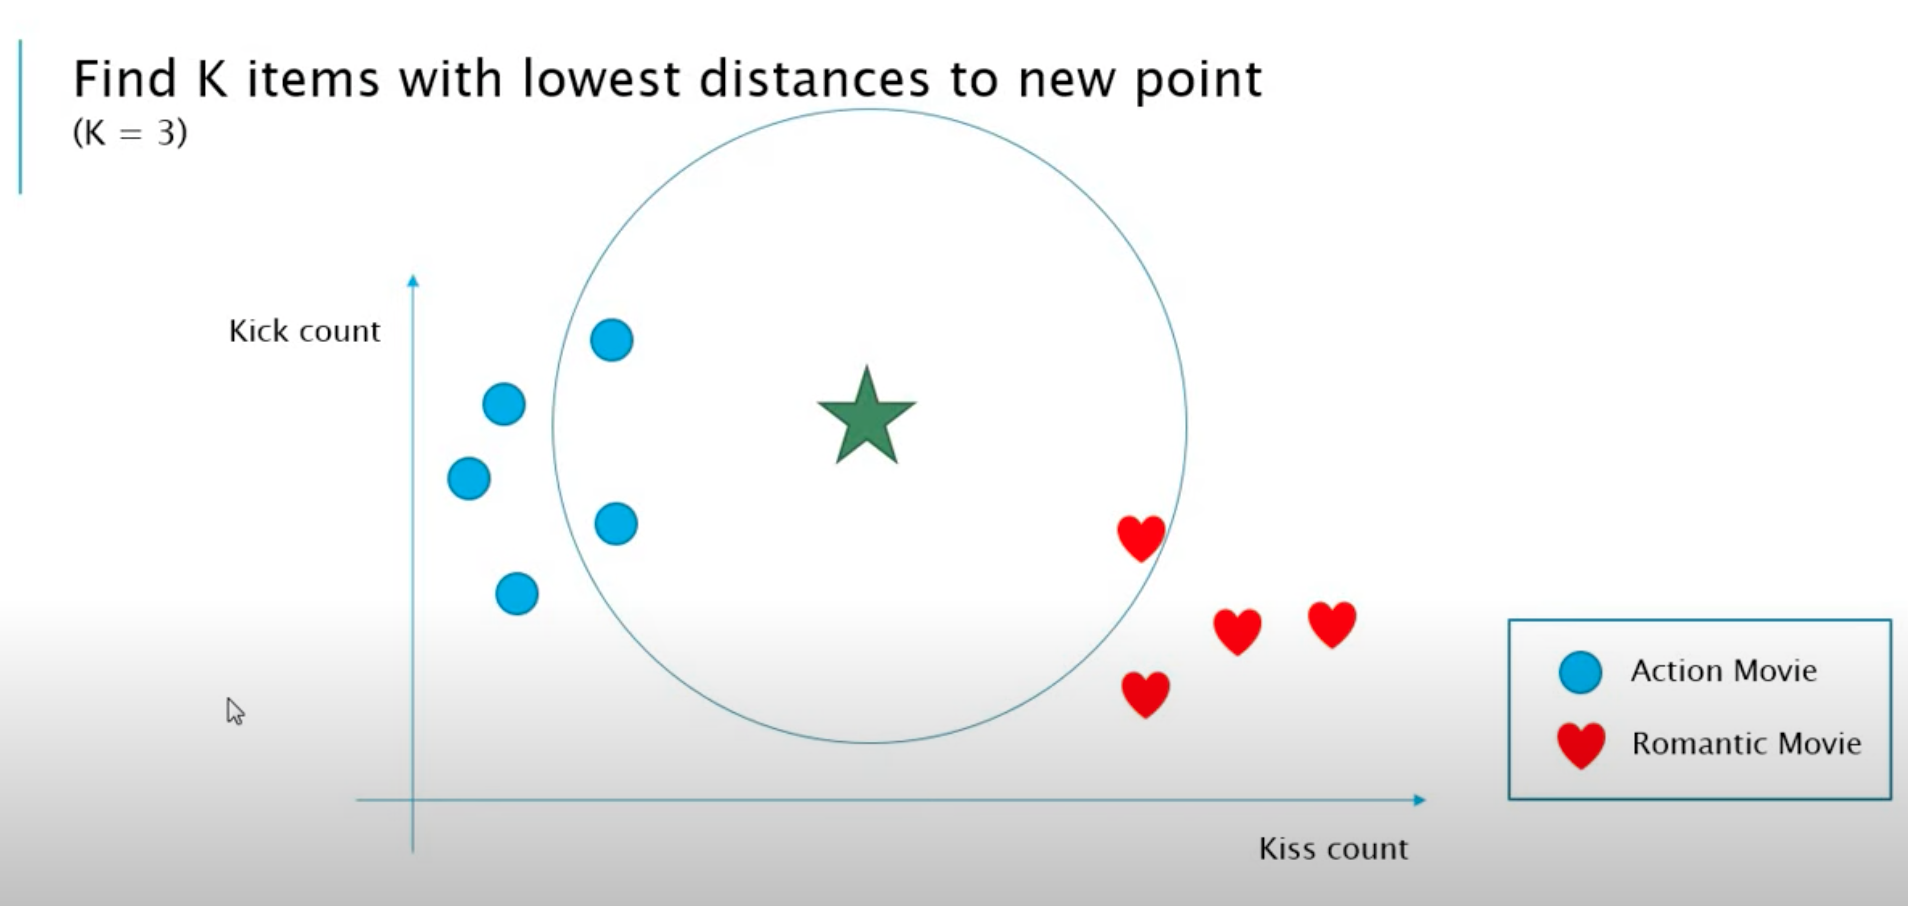 Find K items with lowest distances to new point
(K = 3)
Kick count
Action Movie
Romantic Movie
Kiss count